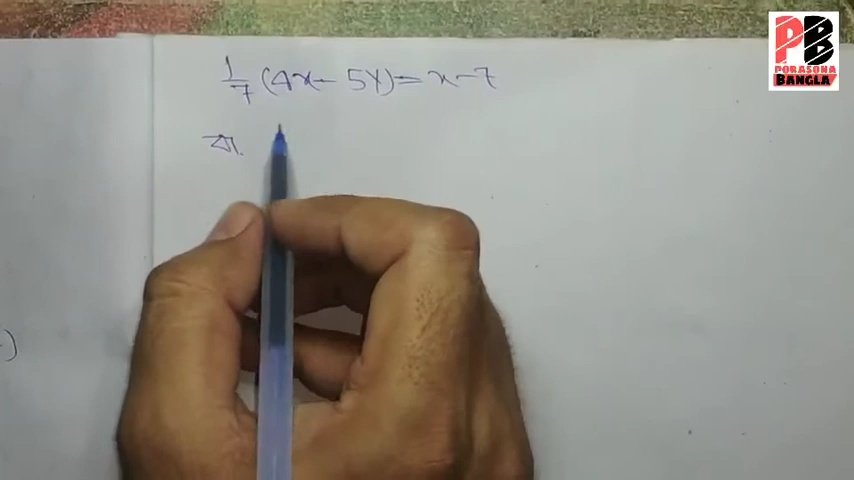 PB
PORASONA
BANGLA
1/7 (4x - 5y) = x - 7
বা.
)